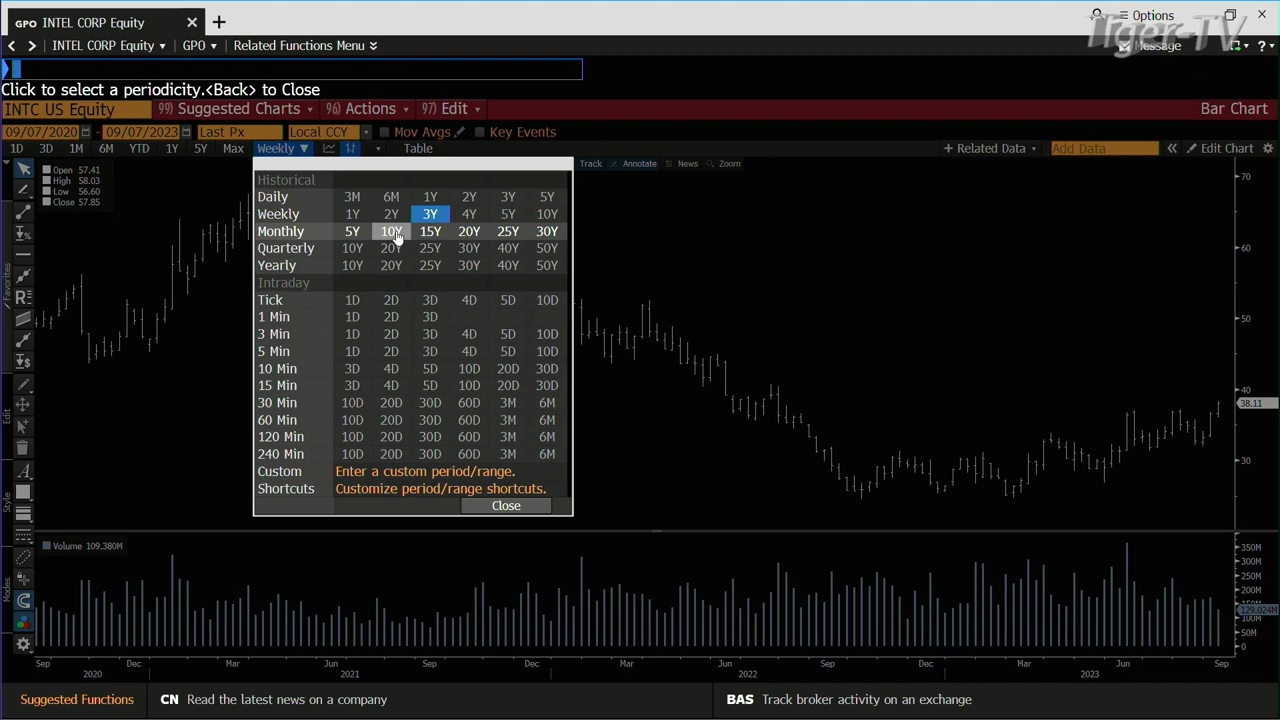 GPO INTEL CORP Equity
Options
INTEL CORP Equity GPO Related Functions Menu Message ?
Tiger-TV
Click to select a periodicity.<Back> to Close
INTC US Equity 99) Suggested Charts 96) Actions 97) Edit Bar Chart
09/07/2020 - 09/07/2023 Last Px Local CCY Mov Avgs Key Events
1D 3D 1M 6M YTD 1Y 5Y Max Weekly ▼ Table + Related Data Add Data « Edit Chart
Track Annotate News Zoom
Open 57.41
High 58.03
Low 56.60
Close 57.85
Historical
Daily 3M 6M 1Y 2Y 3Y 5Y
Weekly 1Y 2Y 3Y 4Y 5Y 10Y
Monthly 5Y 10Y 15Y 20Y 25Y 30Y
Quarterly 10Y 20Y 25Y 30Y 40Y 50Y
Yearly 10Y 20Y 25Y 30Y 40Y 50Y
Intraday
Tick 1D 2D 3D 4D 5D 10D
1 Min 1D 2D 3D
3 Min 1D 2D 3D 4D 5D 10D
5 Min 1D 2D 3D 4D 5D 10D
10 Min 3D 4D 5D 10D 20D 30D
15 Min 3D 4D 5D 10D 20D 30D
30 Min 10D 20D 30D 60D 3M 6M
60 Min 10D 20D 30D 60D 3M 6M
120 Min 10D 20D 30D 60D 3M 6M
240 Min 10D 20D 30D 60D 3M 6M
Custom Enter a custom period/range.
Shortcuts Customize period/range shortcuts.
Close
70
60
50
40
38.11
30
Favorites
Edit
Style
Modes
Volume 109.380M
350M
300M
250M
200M
129.024M
100M
50M
0
Sep Dec Mar Jun Sep Dec Mar Jun Sep Dec Mar Jun Sep
2020 2021 2022 2023
Suggested Functions CN Read the latest news on a company BAS Track broker activity on an exchange